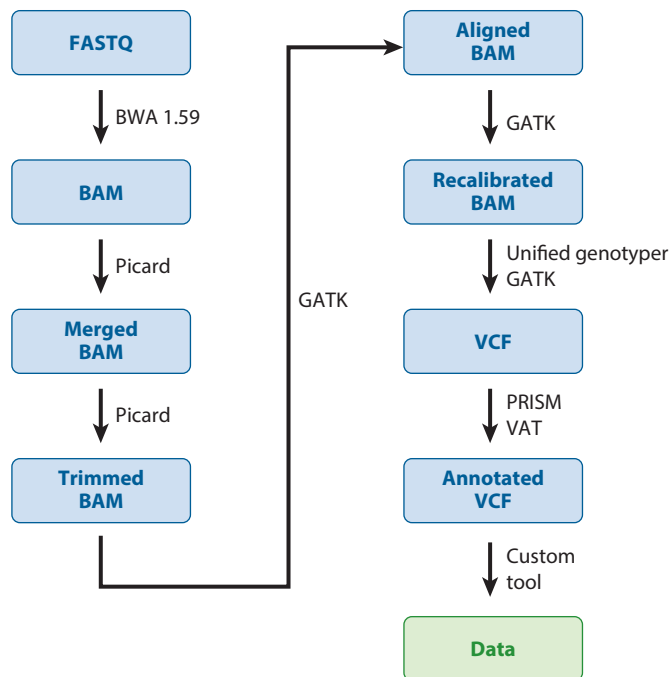 FASTQ
BWA 1.59
BAM
Picard
Merged
BAM
Picard
Trimmed
BAM
GATK
Aligned
BAM
GATK
Recalibrated
BAM
Unified genotyper
GATK
VCF
PRISM
VAT
Annotated
VCF
Custom
tool
Data